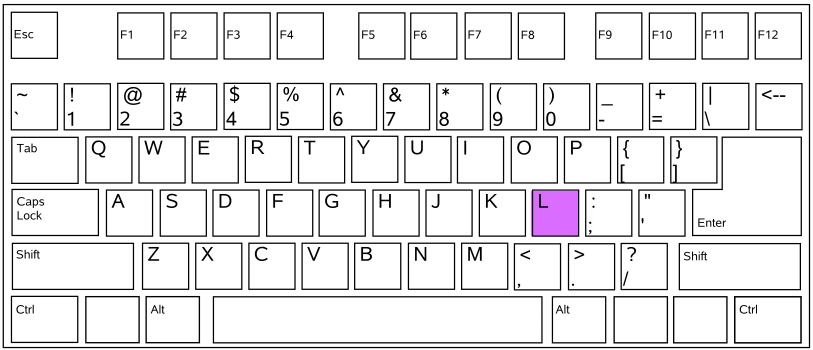 Esc F1 F2 F3 F4 F5 F6 F7 F8 F9 F10 F11 F12
~ ! @ # $ % ^ & * ( ) _ + | <--
` 1 2 3 4 5 6 7 8 9 0 - = \
Tab Q W E R T Y U I O P { }
[ ]
Caps A S D F G H J K L : "
Lock ; '
Enter
Shift Z X C V B N M < > ? Shift
, . /
Ctrl Alt Alt Ctrl